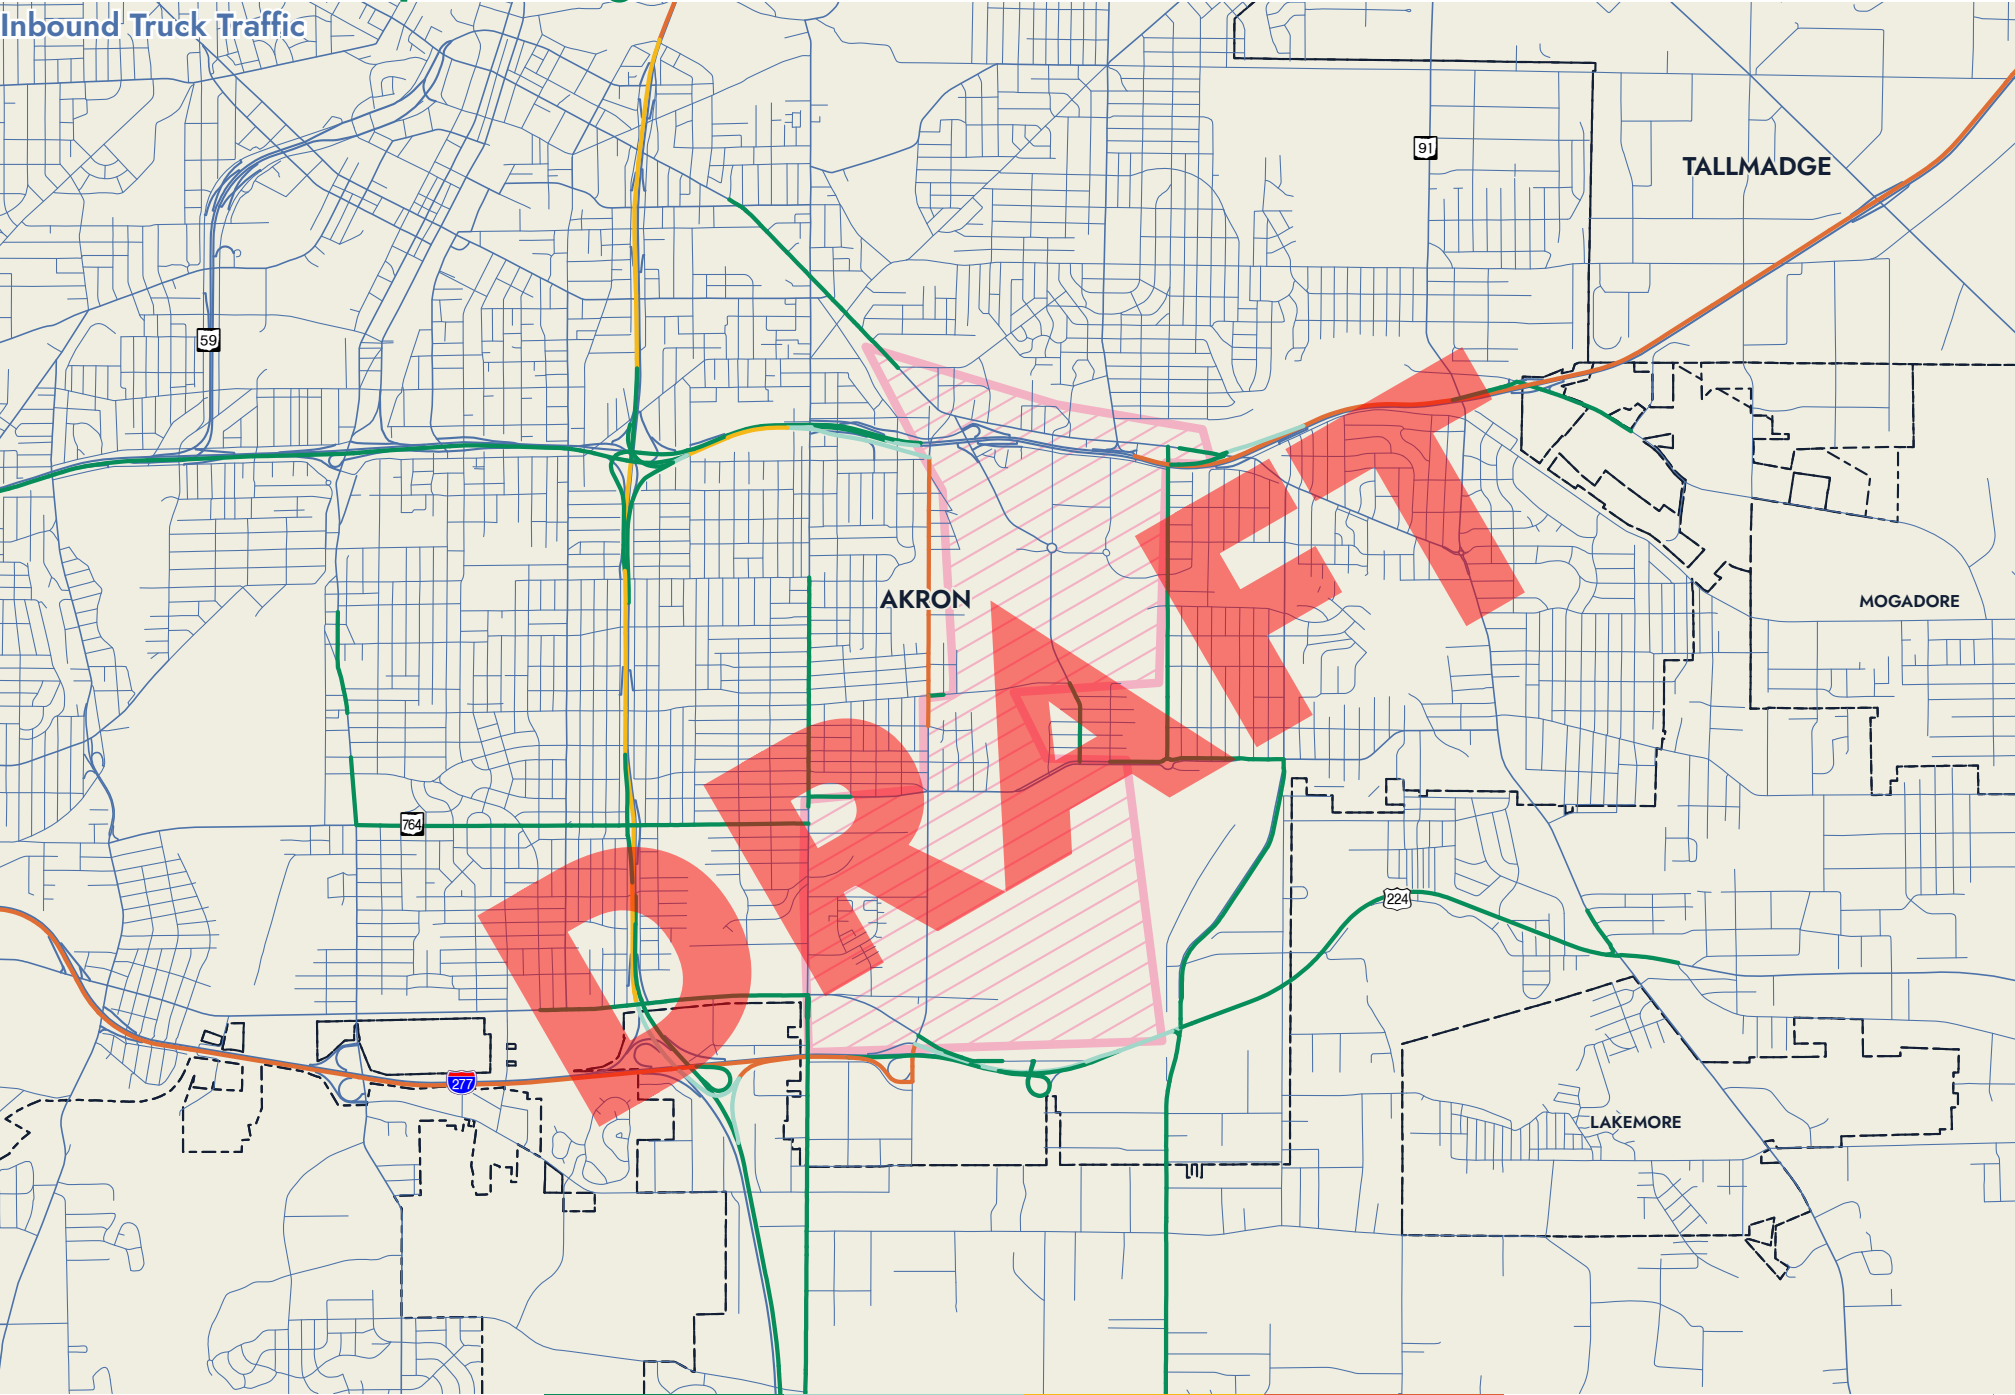 Inbound Truck Traffic
91
TALLMADGE
59
AKRON
MOGADORE
764
224
277
LAKEMORE
DRAFT